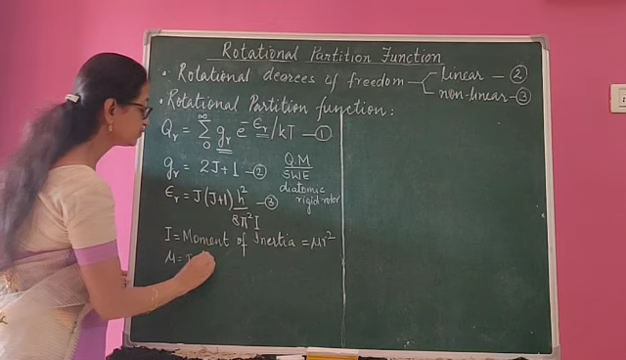 Rotational Partition Function
• Rotational degrees of freedom — linear — ②
non-linear — ③
• Rotational Partition function:
Qᵣ = ∑₀^∞ gᵣ e^-εᵣ/kT — ①
gᵣ = 2J+1 — ②
Q.M
SWE
diatomic
rigid rotor
εᵣ = J(J+1) h²/8π²I — ③
I = Moment of Inertia = μr²
μ =